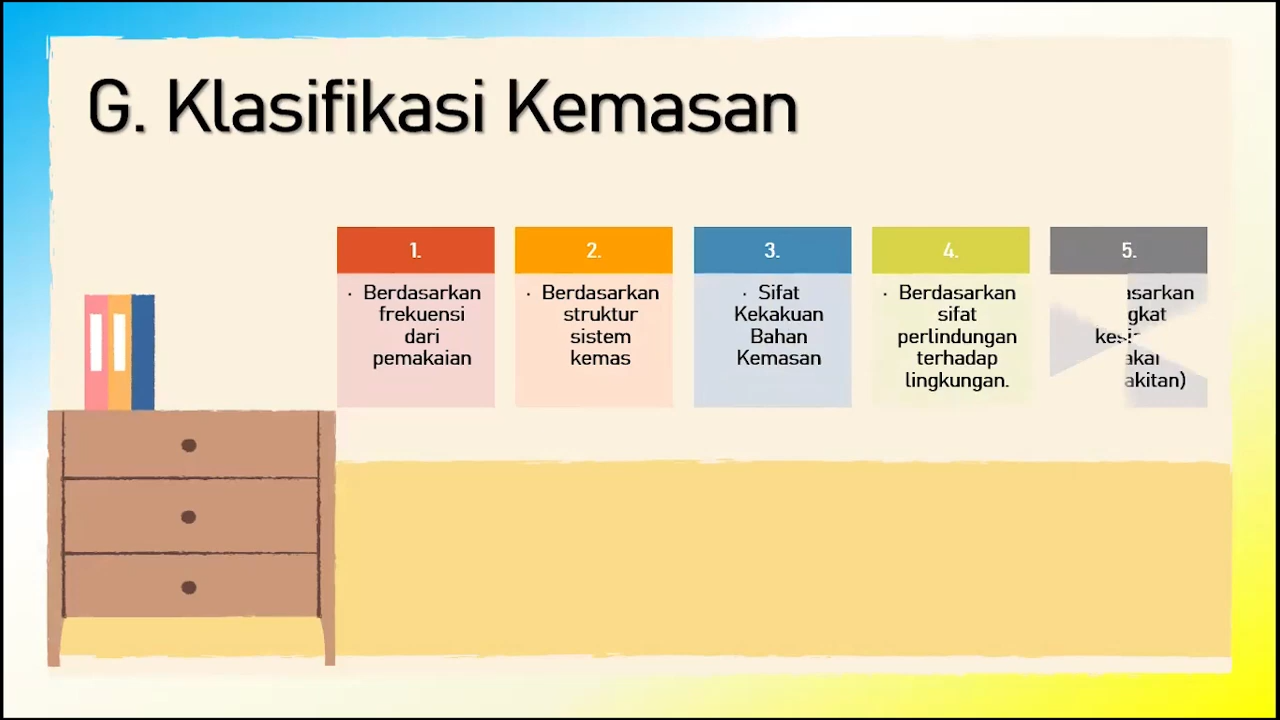 G. Klasifikasi Kemasan
1.
· Berdasarkan
frekuensi
dari
pemakaian
2.
· Berdasarkan
struktur
sistem
kemas
3.
· Sifat
Kekakuan
Bahan
Kemasan
4.
· Berdasarkan
sifat
perlindungan
terhadap
lingkungan.
5.